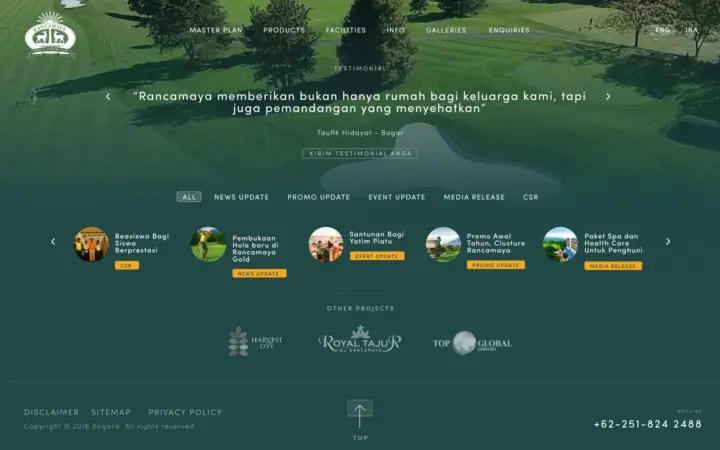 RANCAMAYA
MASTER PLAN PRODUCTS FACILITIES INFO GALLERIES ENQUIRIES ENG INA
TESTIMONIAL
“Rancamaya memberikan bukan hanya rumah bagi keluarga kami, tapi
juga pemandangan yang menyehatkan”
Taufik Hidayat - Bogor
KIRIM TESTIMONIAL ANDA
ALL NEWS UPDATE PROMO UPDATE EVENT UPDATE MEDIA RELEASE CSR
Beasiswa Bagi
Siswa
Berprestasi
CSR
Pembukaan
Hole baru di
Rancamaya
Gold
NEWS UPDATE
Santunan Bagi
Yatim Piatu
EVENT UPDATE
Promo Awal
Tahun, Clusture
Rancamaya
PROMO UPDATE
Paket Spa dan
Health Care
Untuk Penghuni
MEDIA RELEASE
OTHER PROJECTS
HARVEST
CITY
ROYAL TAJUR
BY RANCAMAYA
TOP GLOBAL
LIMITED
DISCLAIMER SITEMAP PRIVACY POLICY
Copyright © 2016 Sagara. All rights reserved
TOP
HOTLINE
+62-251-824 2488